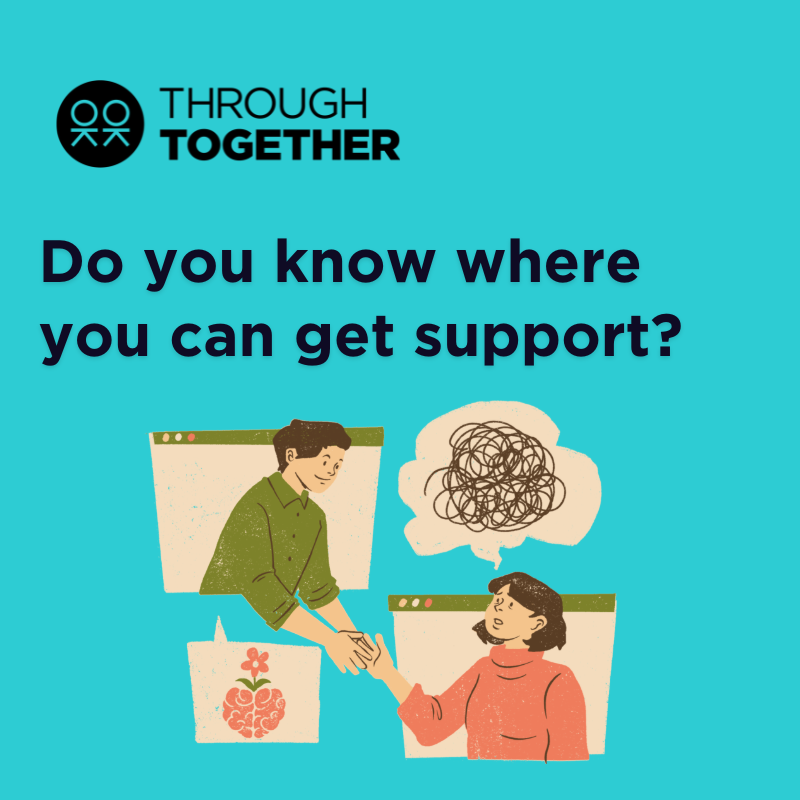 THROUGH
TOGETHER
Do you know where
you can get support?